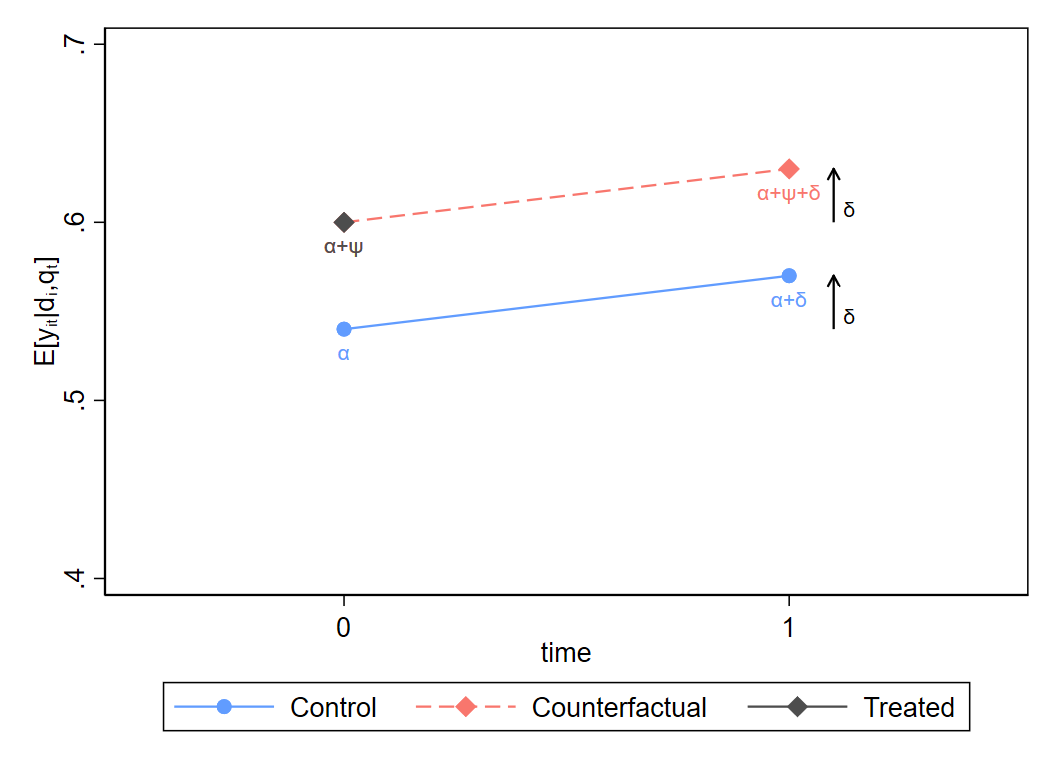 .7
.6
.5
.4
E[yᵢₜ|dᵢ,qₜ]
α+ψ
α
α+ψ+δ
δ
α+δ
δ
0
1
time
Control
Counterfactual
Treated